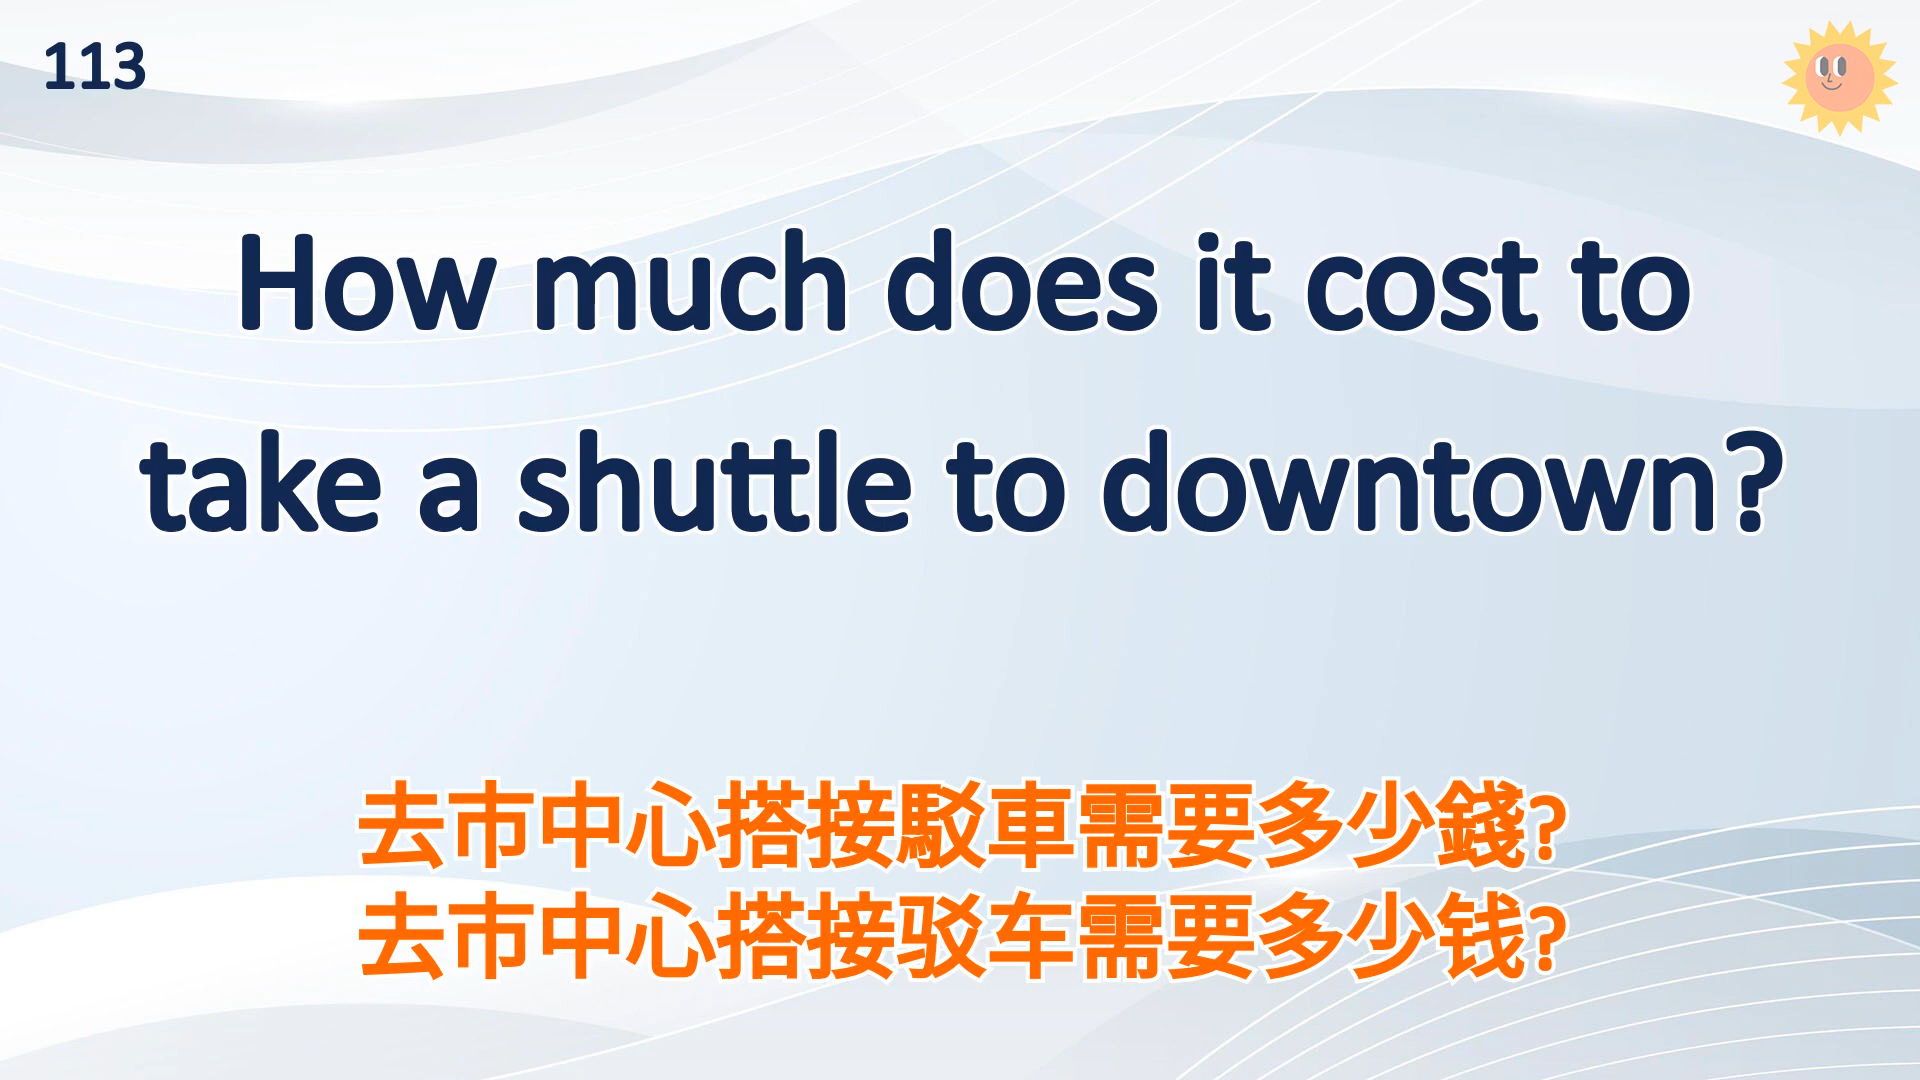 113
How much does it cost to
take a shuttle to downtown?
去市中心搭接駁車需要多少錢?
去市中心搭接驳车需要多少钱?